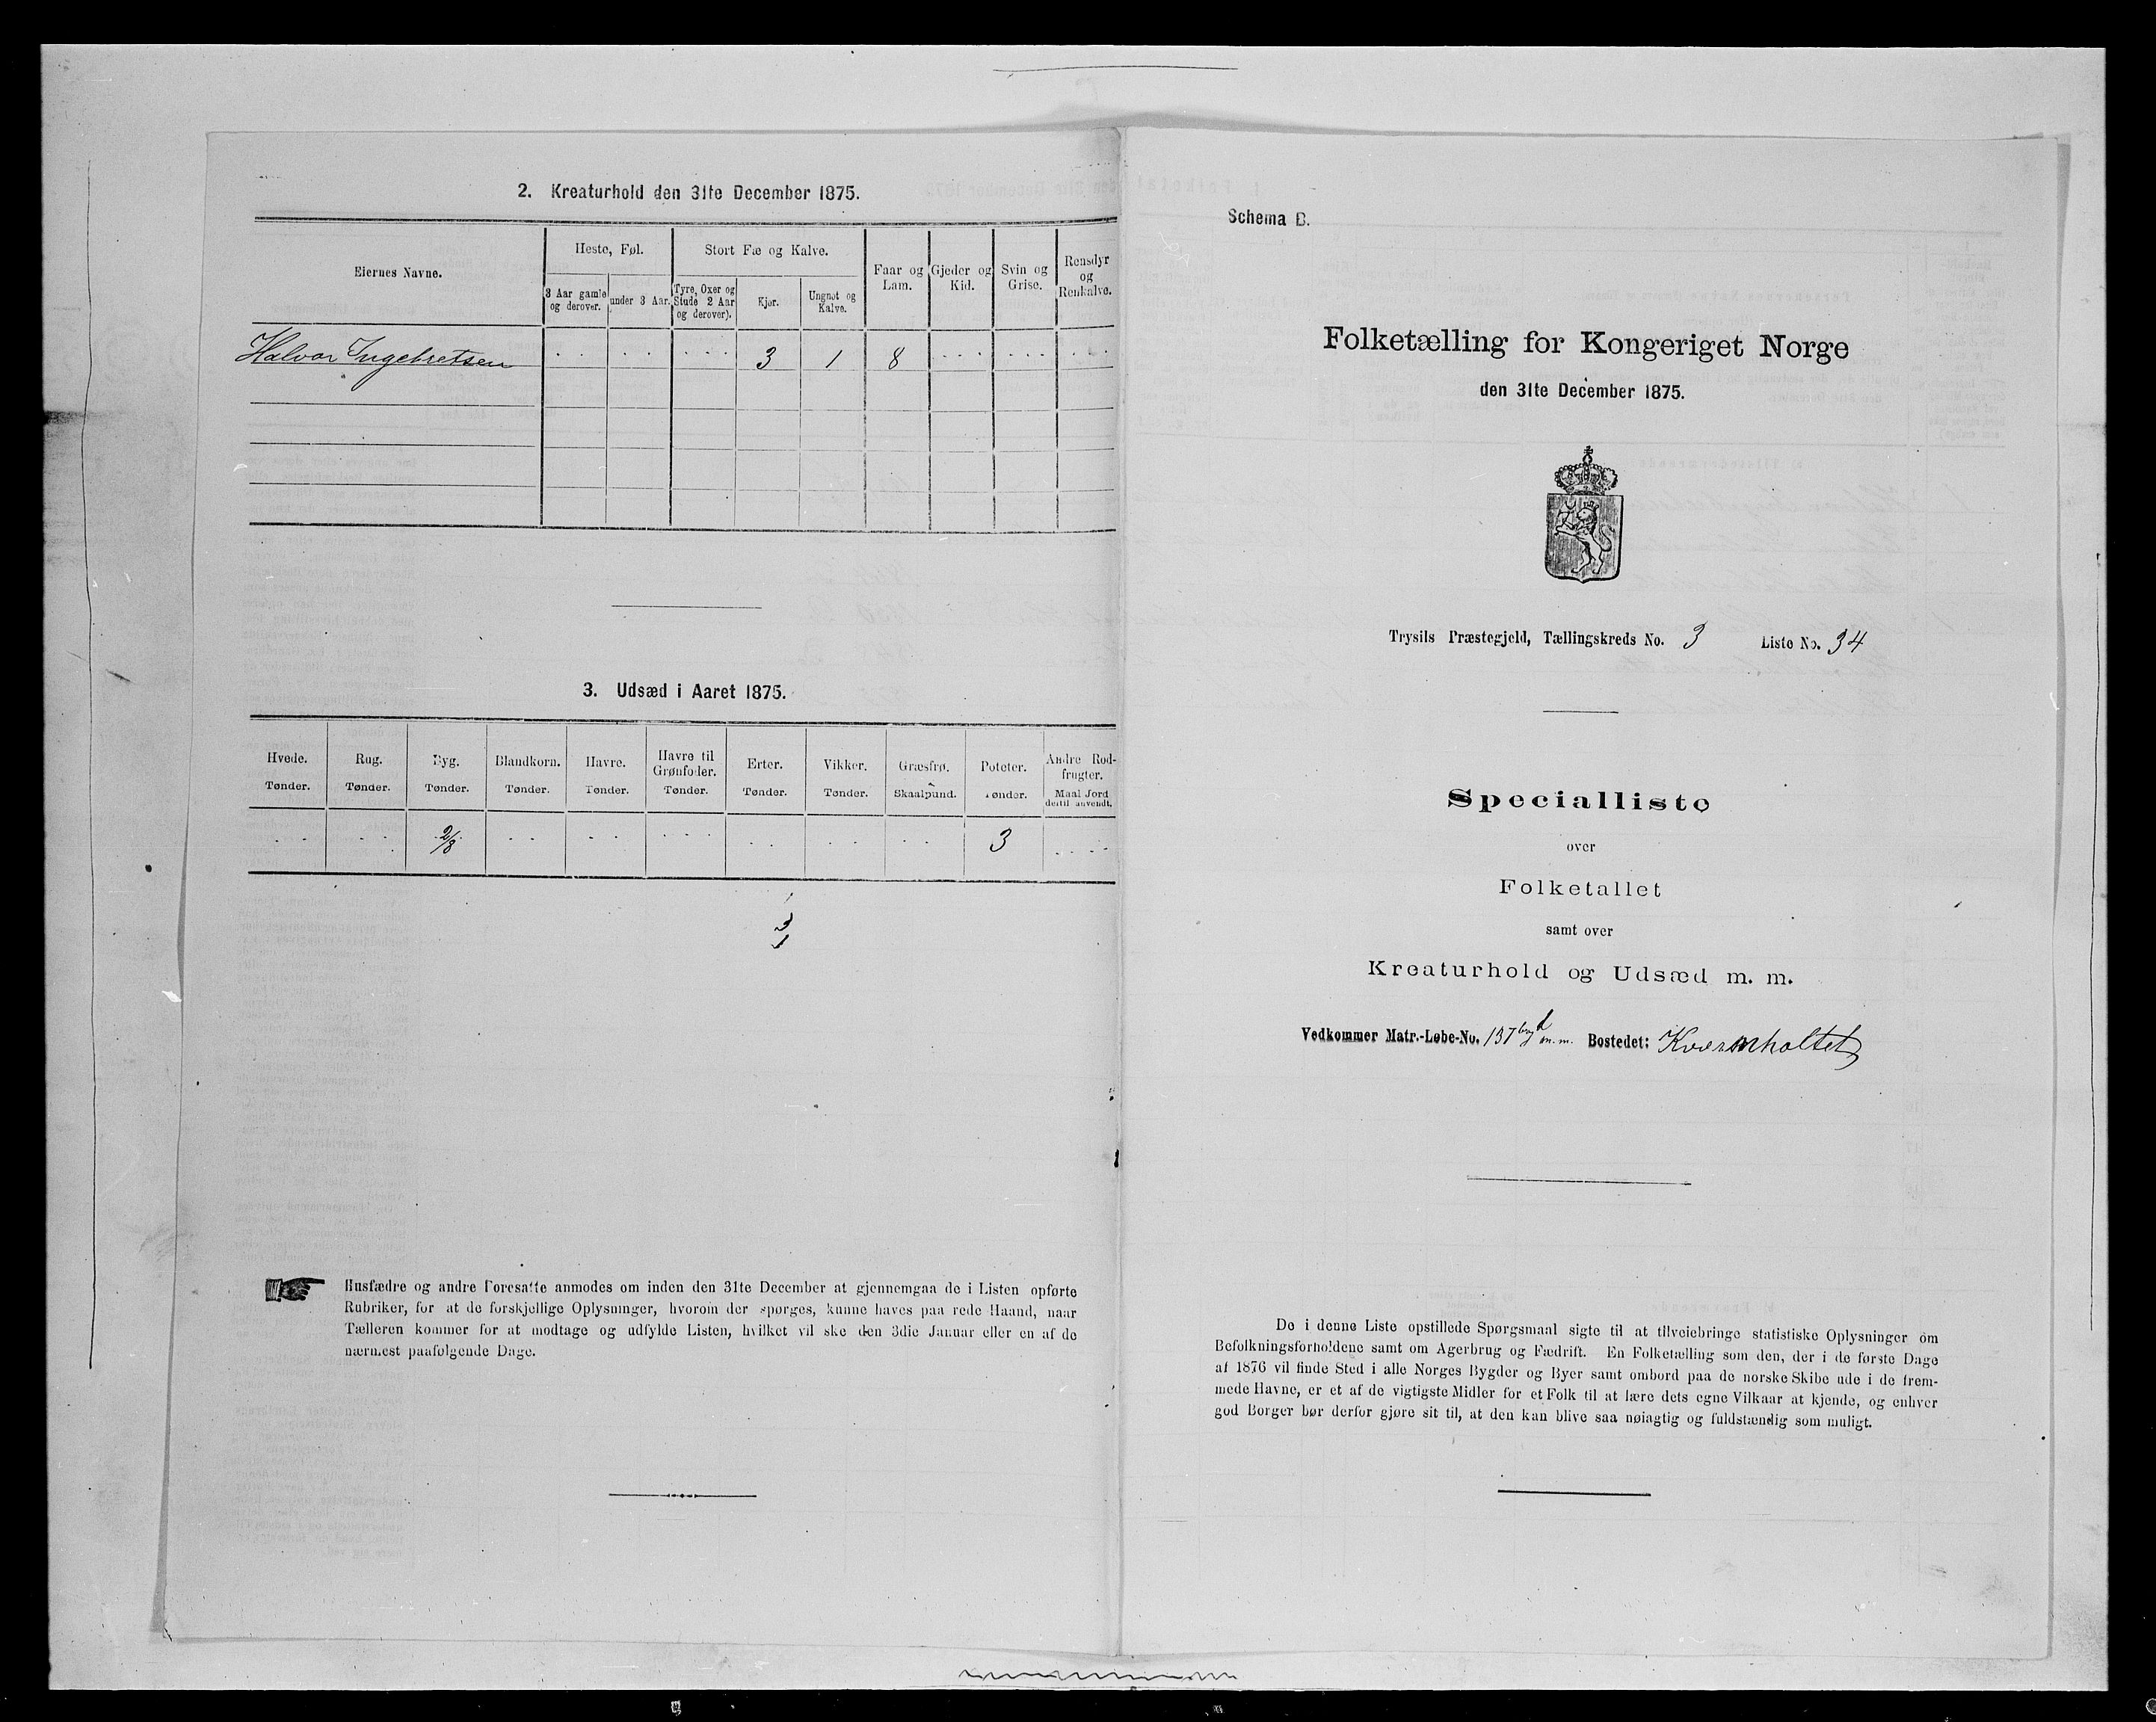 2. Kreaturhold den 31te December 1875.
Eiernes Navne.
Heste, Føl.
Stort Fæ og Kalve.
Faar og Lam.
Gjeder og Kid.
Svin og Grise.
Rensdyr og Renkalve.
3 Aar gamle og derover.
under 3 Aar.
Tyre, Oxer og Stude 2 Aar og derover).
Kjør.
Ungnøt og Kalve.
Halvor Ingebretsen 3 1 8
3. Udsæd i Aaret 1875.
Hvede. Rug. Byg. Blandkorn. Havre. Havre til Grønfoder. Erter. Vikker. Græsfrø. Poteter. Andre Rodfrugter.
Tønder. Tønder. Tønder. Tønder. Tønder. Tønder. Tønder. Tønder. Skaalpund. Tønder. Maal Jord dertil anvendt.
2/8 3
Husfædre og andre Foresatte anmodes om inden den 31te December at gjennemgaa de i Listen opførte
Rubriker, for at de forskjellige Oplysninger, hvorom der spørges, kunne haves paa rede Haand, naar
Tælleren kommer for at modtage og udfylde Listen, hvilket vil ske den 3die Januar eller en af de
nærmest paafølgende Dage.
Schema B.
Folketælling for Kongeriget Norge
den 31te December 1875.
Trysils Præstegjeld, Tællingskreds No. 3 Liste No. 34
Specialliste
over
Folketallet
samt over
Kreaturhold og Udsæd m. m.
Vedkommer Matr.-Løbe-No. 137 m. m. Bostedet: Kværnholtet
De i denne Liste opstillede Spørgsmaal sigte til at tilveiebringe statistiske Oplysninger om
Befolkningsforholdene samt om Agerbrug og Fædrift. En Folketælling som den, der i de første Dage
af 1876 vil finde Sted i alle Norges Bygder og Byer samt ombord paa de norske Skibe ude i de frem-
mede Havne, er et af de vigtigste Midler for et Folk til at lære dets egne Vilkaar at kjende, og enhver
god Borger bør derfor gjøre sit til, at den kan blive saa nøiagtig og fuldstændig som muligt.